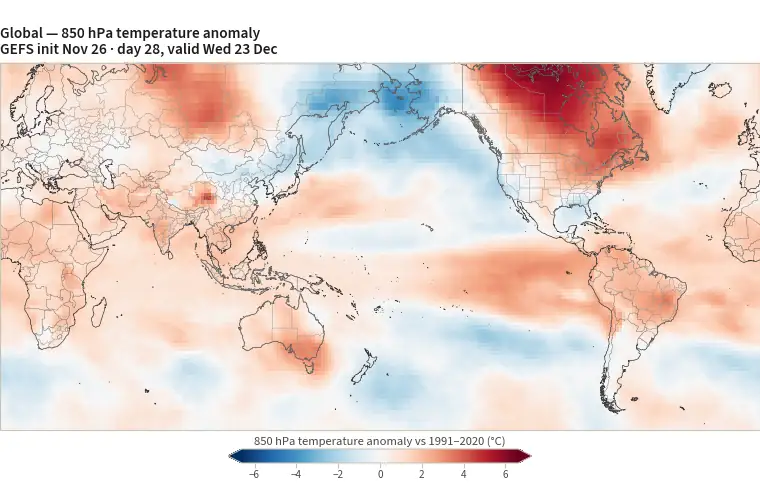 Global — 850 hPa temperature anomaly
GEFS init Nov 26 · day 28, valid Wed 23 Dec
850 hPa temperature anomaly vs 1991–2020 (°C)
−6 −4 −2 0 2 4 6